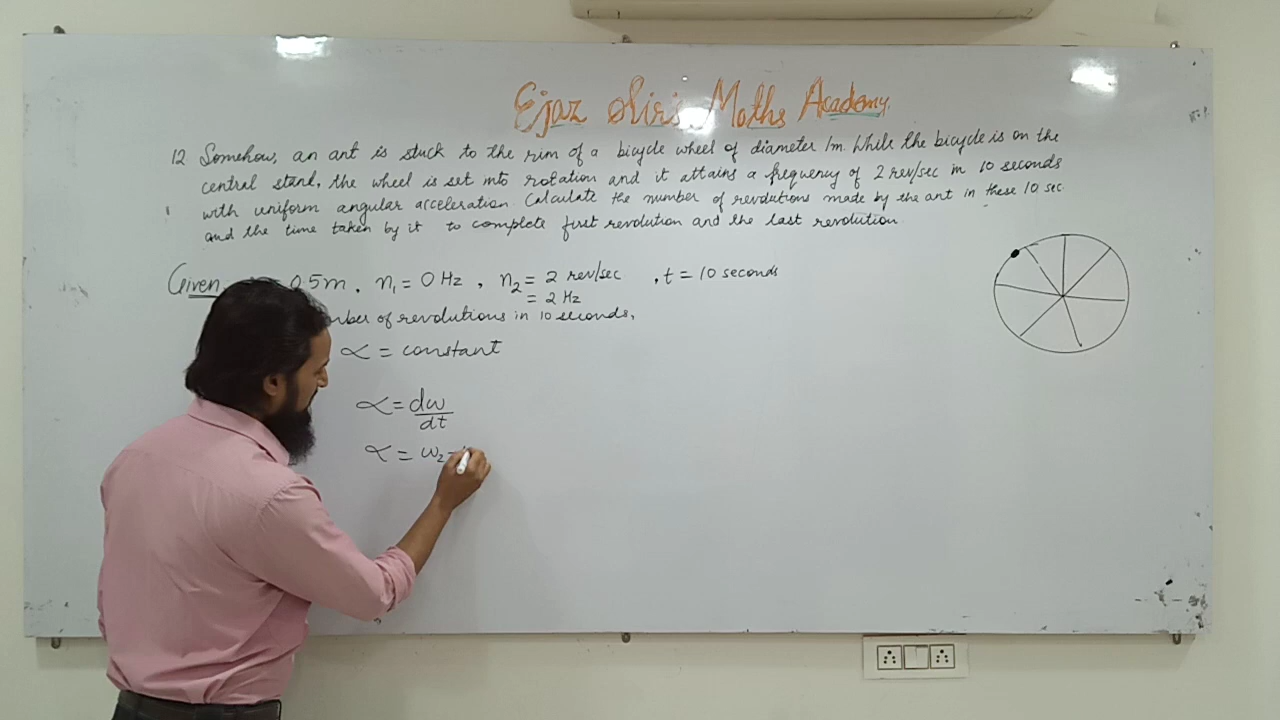 Ejaz Sir's Maths Academy.
12 Somehow, an ant is stuck to the rim of a bicycle wheel of diameter 1m. While the bicycle is on the
central stand, the wheel is set into rotation and it attains a frequency of 2 rev/sec in 10 seconds
with uniform angular acceleration. Calculate the number of revolutions made by the ant in these 10 sec.
and the time taken by it to complete first revolution and the last revolution.
Given 0.5m, n₁ = 0 Hz, n₂ = 2 rev/sec, t = 10 seconds
= 2 Hz
of revolutions in 10 seconds,
α = constant
α = dω/dt
α = ω₂-